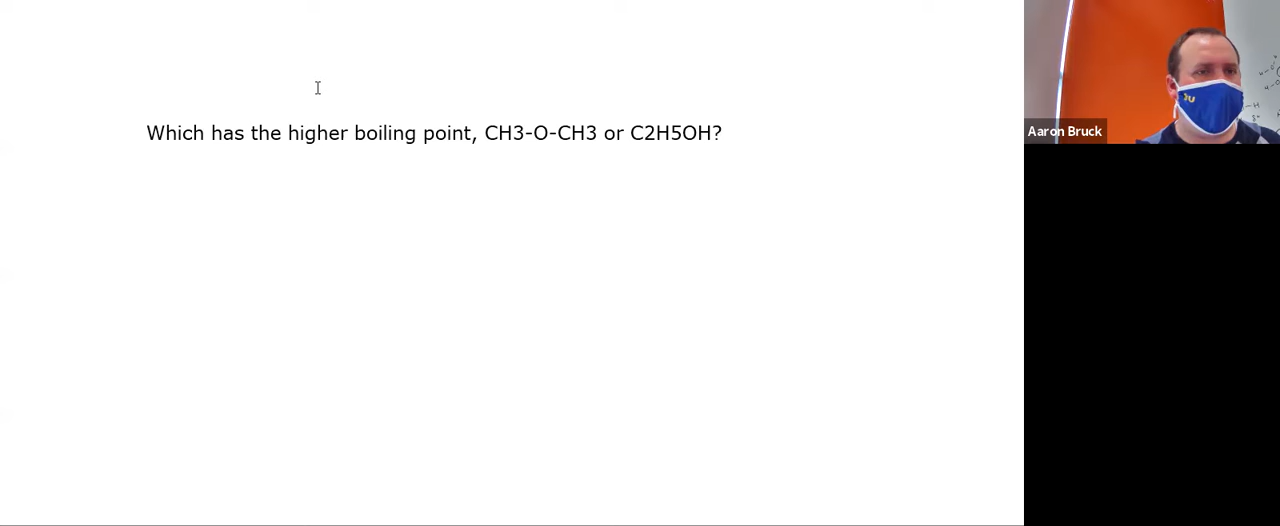 Which has the higher boiling point, CH3-O-CH3 or C2H5OH?
Aaron Bruck